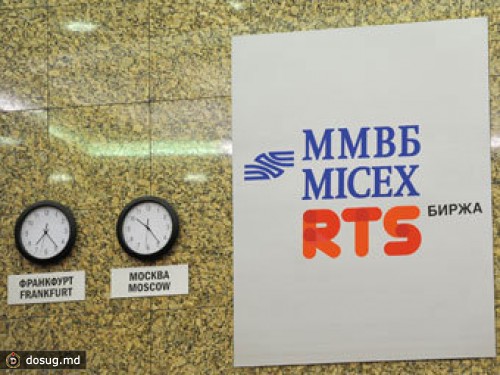 ММВБ
MICEX
RTS БИРЖА
ФРАНКФУРТ
FRANKFURT
МОСКВА
MOSCOW
dosug.md